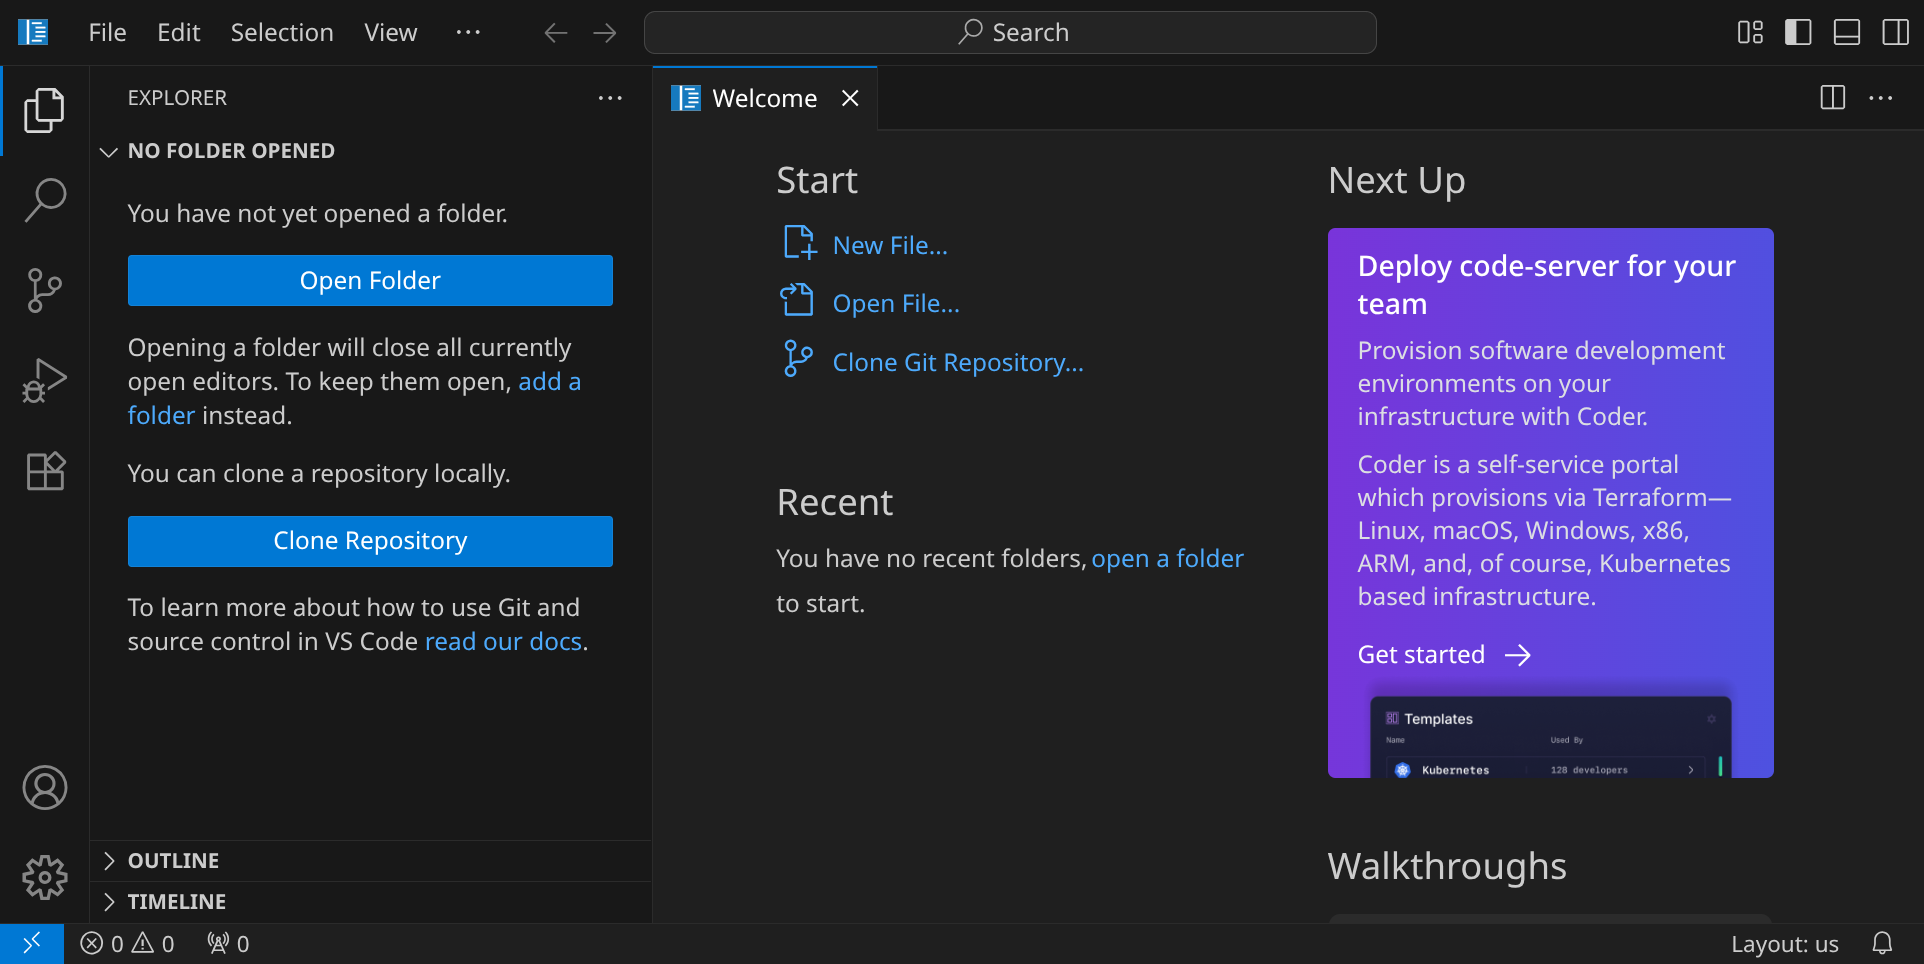 File Edit Selection View
Search
EXPLORER
NO FOLDER OPENED
You have not yet opened a folder.
Open Folder
Opening a folder will close all currently
open editors. To keep them open, add a
folder instead.
You can clone a repository locally.
Clone Repository
To learn more about how to use Git and
source control in VS Code read our docs.
OUTLINE
TIMELINE
Welcome
Start
New File...
Open File...
Clone Git Repository...
Recent
You have no recent folders, open a folder
to start.
Next Up
Deploy code-server for your
team
Provision software development
environments on your
infrastructure with Coder.
Coder is a self-service portal
which provisions via Terraform—
Linux, macOS, Windows, x86,
ARM, and, of course, Kubernetes
based infrastructure.
Get started
Templates
Name Used By
Kubernetes 128 developers
Walkthroughs
0 0 0
Layout: us